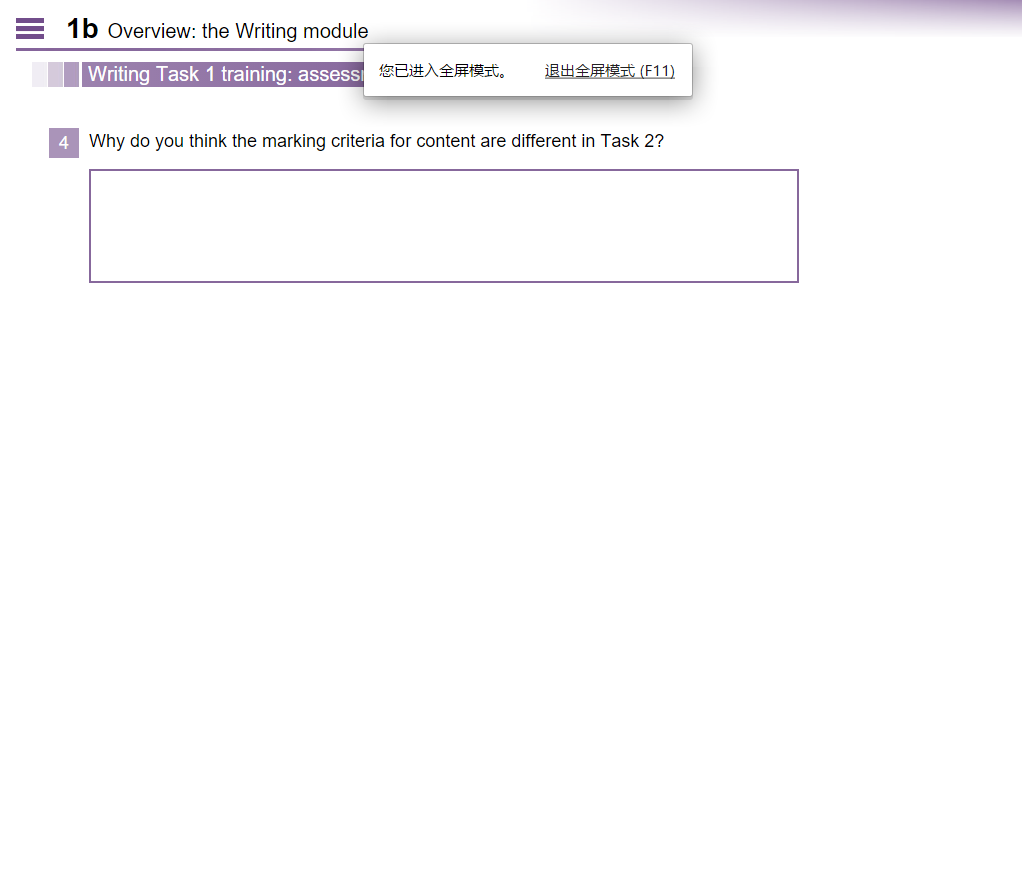 1b Overview: the Writing module
Writing Task 1 training:
您已进入全屏模式。 退出全屏模式 (F11)
4 Why do you think the marking criteria for content are different in Task 2?